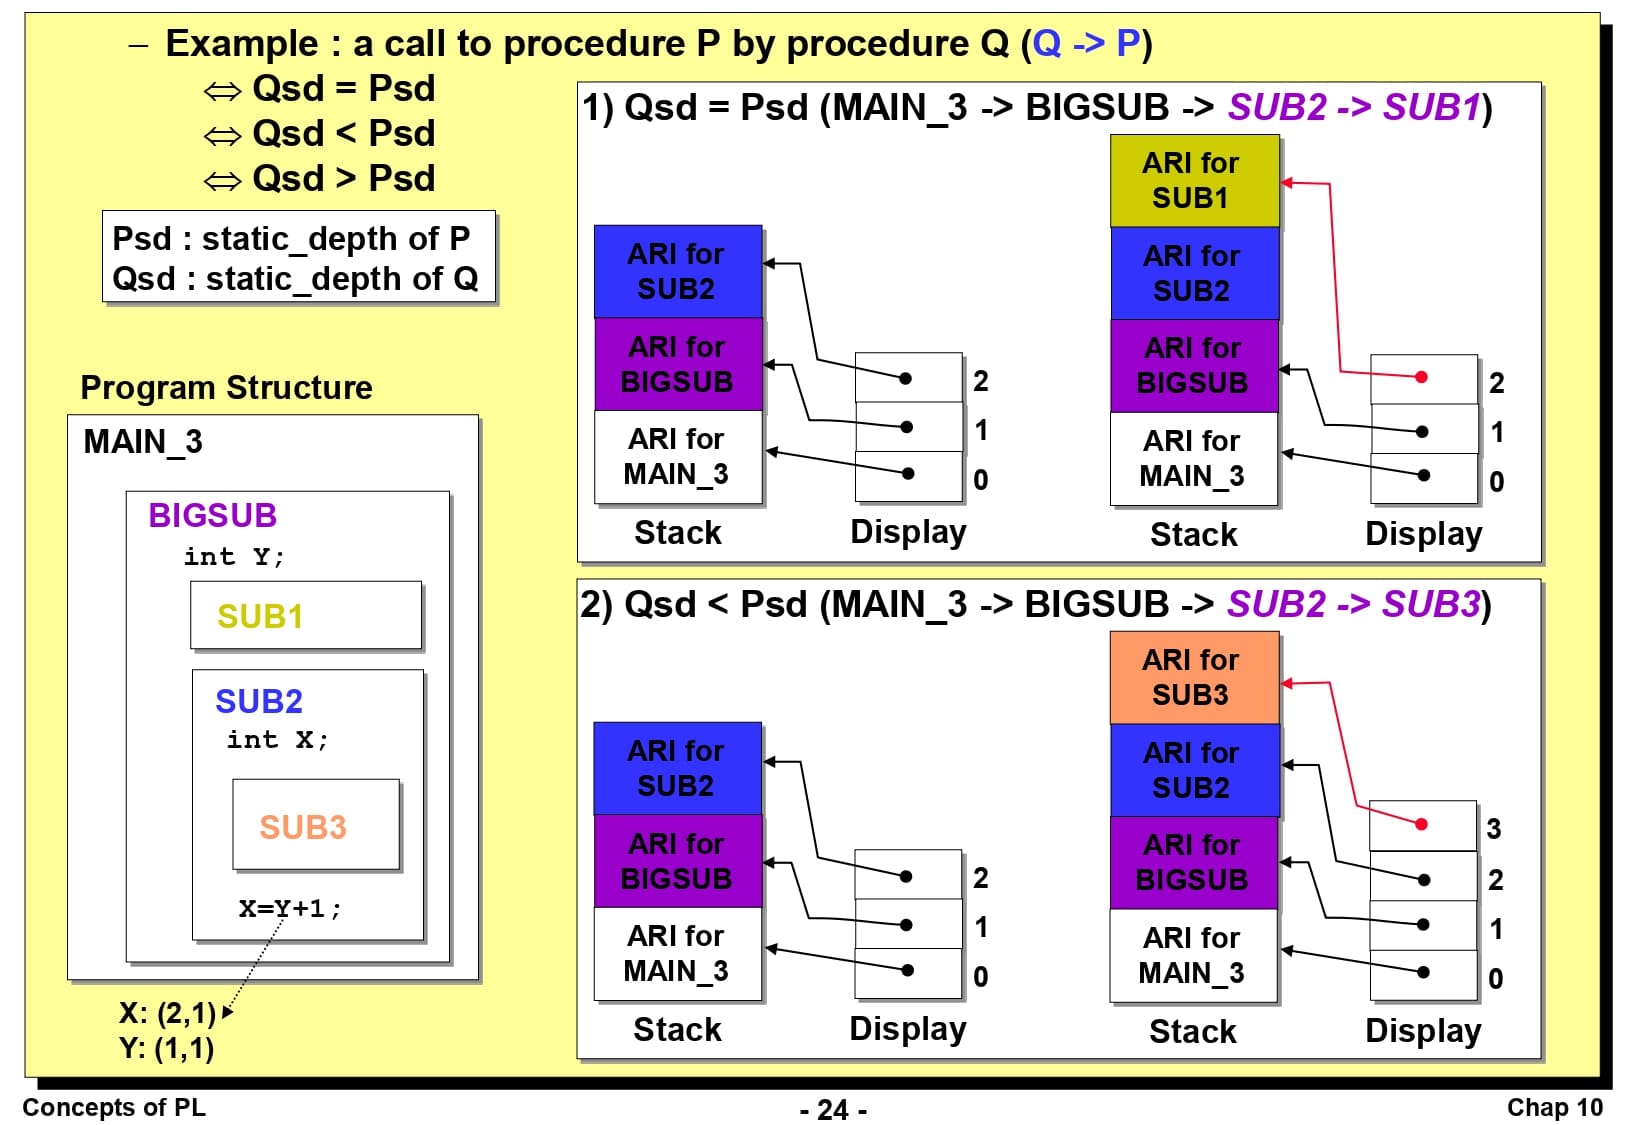 – Example : a call to procedure P by procedure Q (Q -> P)
⇔ Qsd = Psd
⇔ Qsd < Psd
⇔ Qsd > Psd
Psd : static_depth of P
Qsd : static_depth of Q
Program Structure
MAIN_3
BIGSUB
int Y;
SUB1
SUB2
int X;
SUB3
X=Y+1;
X: (2,1)
Y: (1,1)
1) Qsd = Psd (MAIN_3 -> BIGSUB -> SUB2 -> SUB1)
ARI for
SUB2
ARI for
BIGSUB
ARI for
MAIN_3
Stack
2
1
0
Display
ARI for
SUB1
ARI for
SUB2
ARI for
BIGSUB
ARI for
MAIN_3
Stack
2
1
0
Display
2) Qsd < Psd (MAIN_3 -> BIGSUB -> SUB2 -> SUB3)
ARI for
SUB2
ARI for
BIGSUB
ARI for
MAIN_3
Stack
2
1
0
Display
ARI for
SUB3
ARI for
SUB2
ARI for
BIGSUB
ARI for
MAIN_3
Stack
3
2
1
0
Display
Concepts of PL
- 24 -
Chap 10